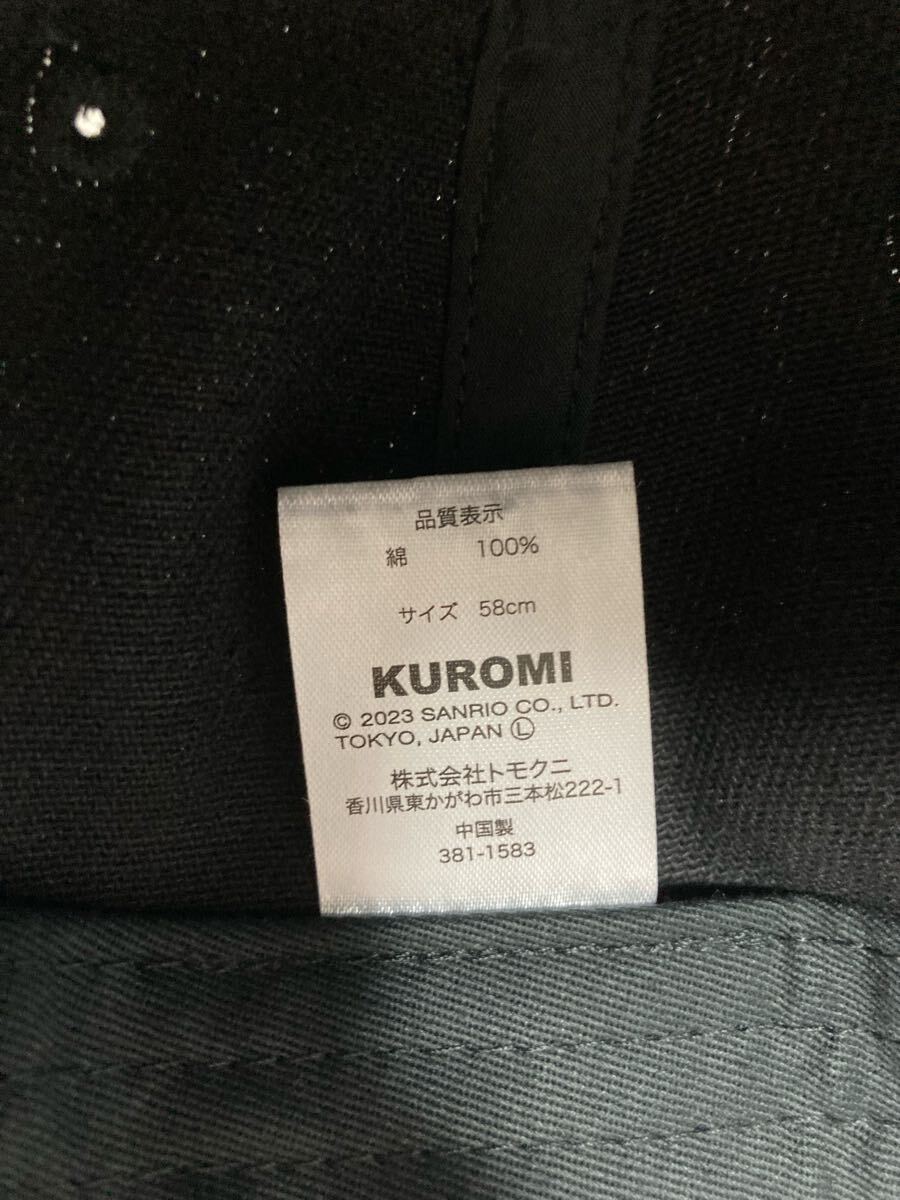 品質表示
綿 100%
サイズ 58cm
KUROMI
© 2023 SANRIO CO., LTD.
TOKYO, JAPAN Ⓛ
株式会社トモクニ
香川県東かがわ市三本松222-1
中国製
381-1583